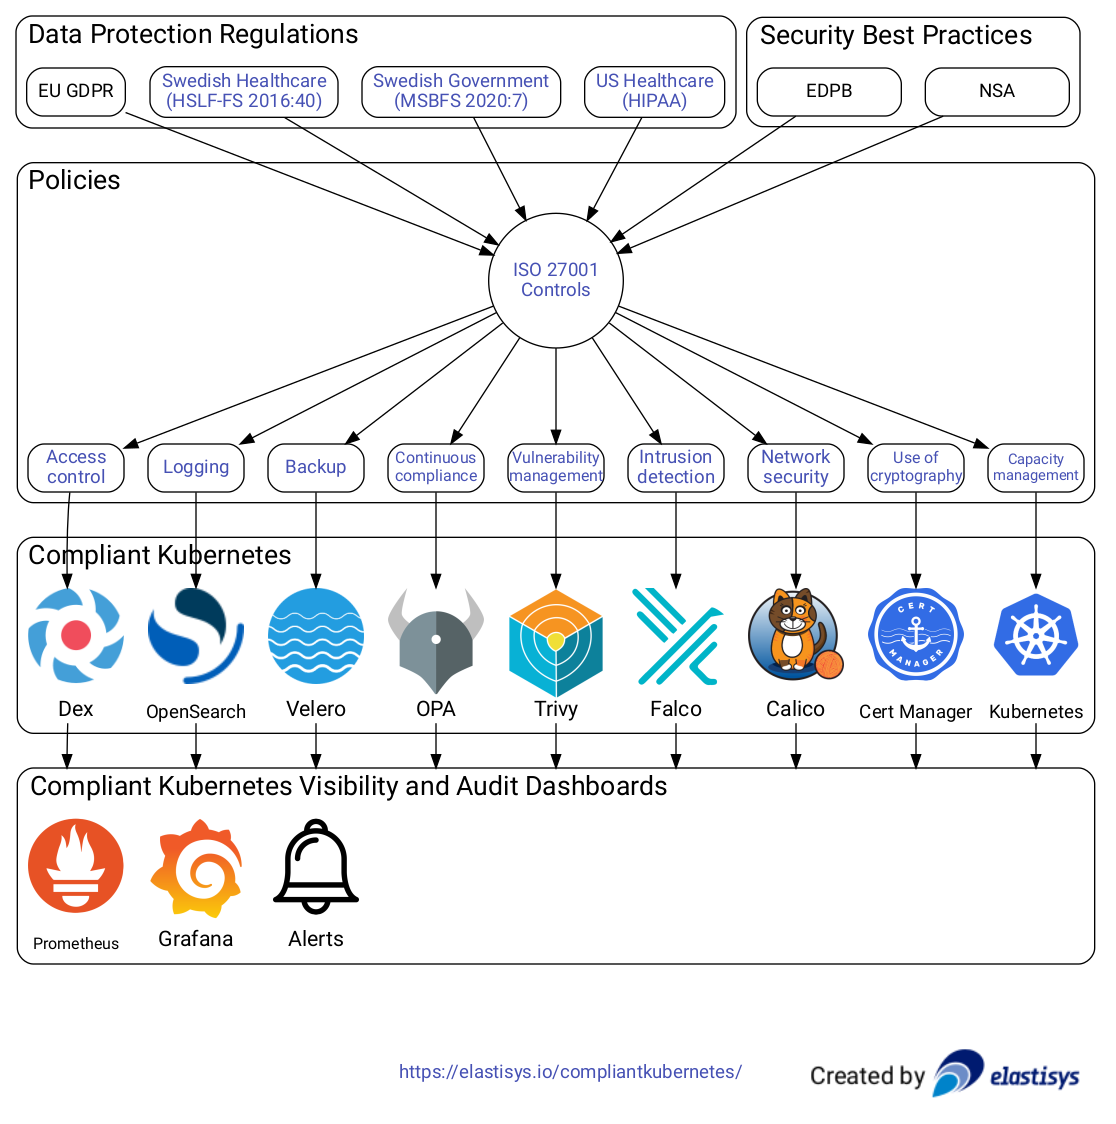 Data Protection Regulations
Security Best Practices
EU GDPR
Swedish Healthcare
(HSLF-FS 2016:40)
Swedish Government
(MSBFS 2020:7)
US Healthcare
(HIPAA)
EDPB
NSA
Policies
ISO 27001
Controls
Access
control
Logging
Backup
Continuous
compliance
Vulnerability
management
Intrusion
detection
Network
security
Use of
cryptography
Capacity
management
Compliant Kubernetes
CERT
MANAGER
Dex
OpenSearch
Velero
OPA
Trivy
Falco
Calico
Cert Manager
Kubernetes
Compliant Kubernetes Visibility and Audit Dashboards
Prometheus
Grafana
Alerts
https://elastisys.io/compliantkubernetes/
Created by elastisys